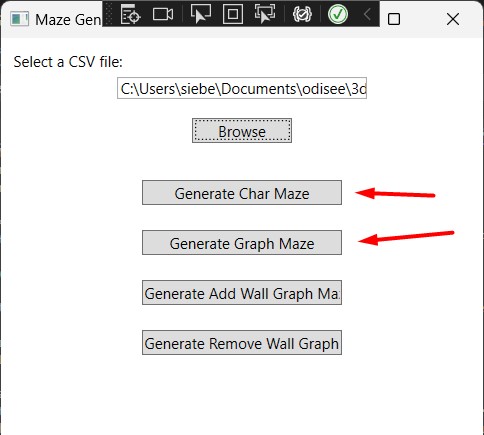 Maze Gen
Select a CSV file:
C:\Users\siebe\Documents\odisee\3d
Browse
Generate Char Maze
Generate Graph Maze
Generate Add Wall Graph Ma
Generate Remove Wall Graph